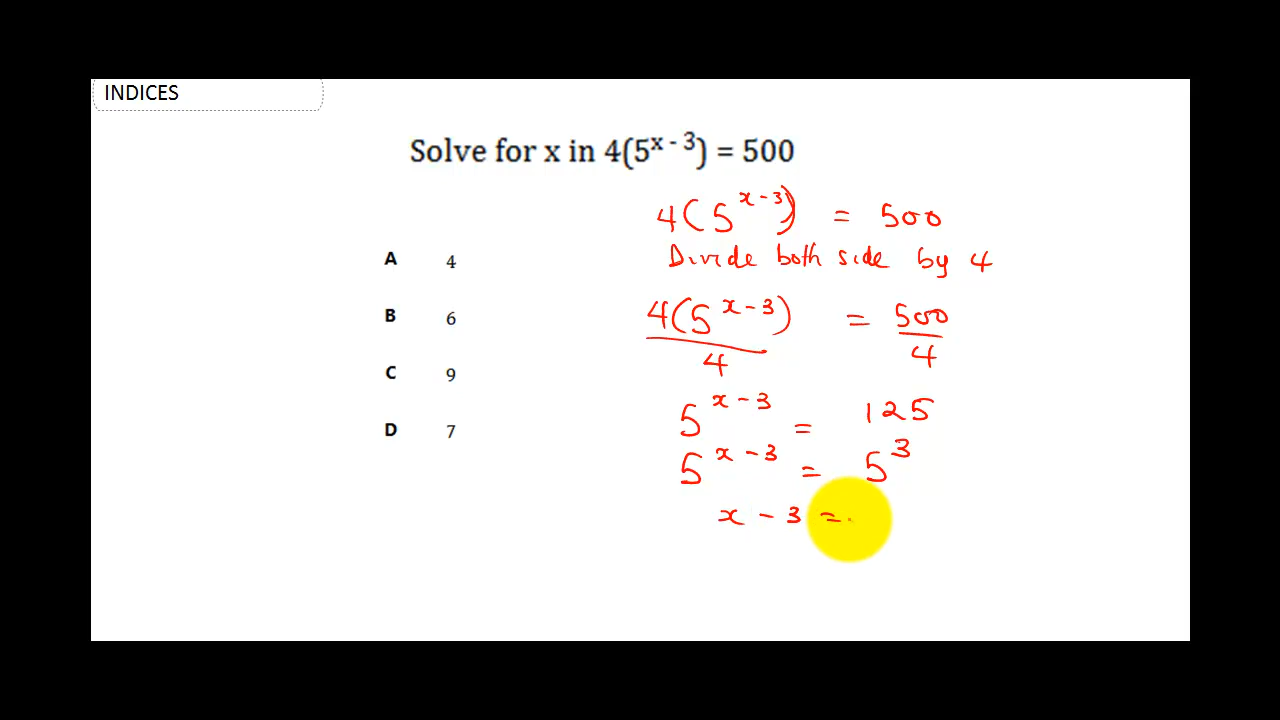 INDICES
Solve for x in 4(5^{x - 3}) = 500
A 4
B 6
C 9
D 7
4(5^{x-3}) = 500
Divide both side by 4
4(5^{x-3})/4 = 500/4
5^{x-3} = 125
5^{x-3} = 5^3
x - 3 =